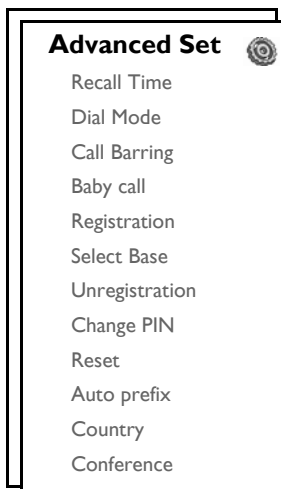 Advanced Set
Recall Time
Dial Mode
Call Barring
Baby call
Registration
Select Base
Unregistration
Change PIN
Reset
Auto prefix
Country
Conference